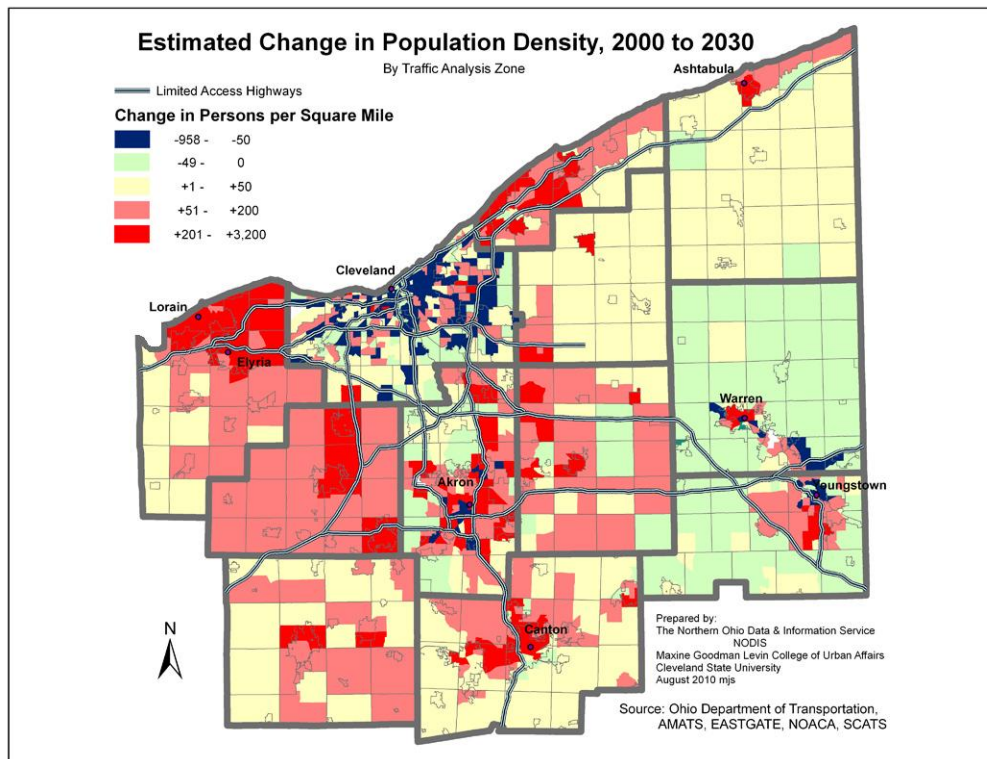 Estimated Change in Population Density, 2000 to 2030
By Traffic Analysis Zone
Limited Access Highways
Change in Persons per Square Mile
-958 - -50
-49 - 0
+1 - +50
+51 - +200
+201 - +3,200
Ashtabula
Cleveland
Lorain
Elyria
Warren
Akron
Youngstown
Canton
N
Prepared by:
The Northern Ohio Data & Information Service
NODIS
Maxine Goodman Levin College of Urban Affairs
Cleveland State University
August 2010 mjs
Source: Ohio Department of Transportation,
AMATS, EASTGATE, NOACA, SCATS